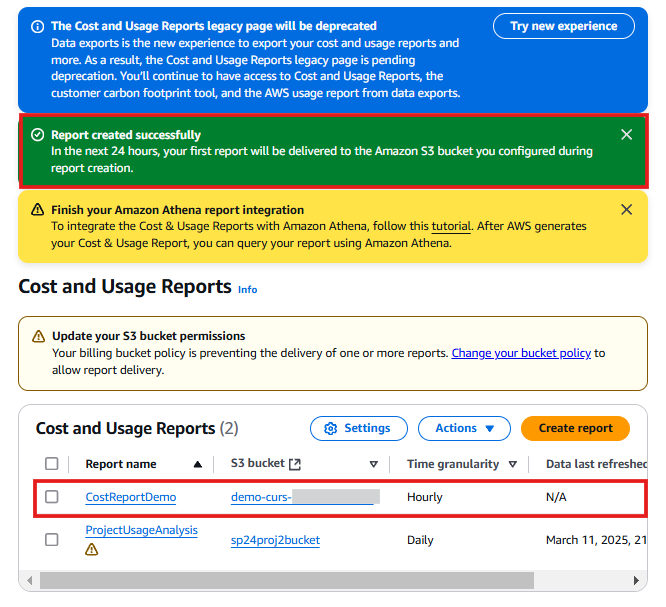 The Cost and Usage Reports legacy page will be deprecated
Try new experience
Data exports is the new experience to export your cost and usage reports and
more. As a result, the Cost and Usage Reports legacy page is pending
deprecation. You'll continue to have access to Cost and Usage Reports, the
customer carbon footprint tool, and the AWS usage report from data exports.
Report created successfully
In the next 24 hours, your first report will be delivered to the Amazon S3 bucket you configured during
report creation.
Finish your Amazon Athena report integration
To integrate the Cost & Usage Reports with Amazon Athena, follow this tutorial. After AWS generates
your Cost & Usage Report, you can query your report using Amazon Athena.
Cost and Usage Reports Info
Update your S3 bucket permissions
Your billing bucket policy is preventing the delivery of one or more reports. Change your bucket policy to
allow report delivery.
Cost and Usage Reports (2)
Settings
Actions
Create report
Report name
S3 bucket
Time granularity
Data last refreshed
CostReportDemo
demo-curs-
Hourly
N/A
ProjectUsageAnalysis
sp24proj2bucket
Daily
March 11, 2025, 21